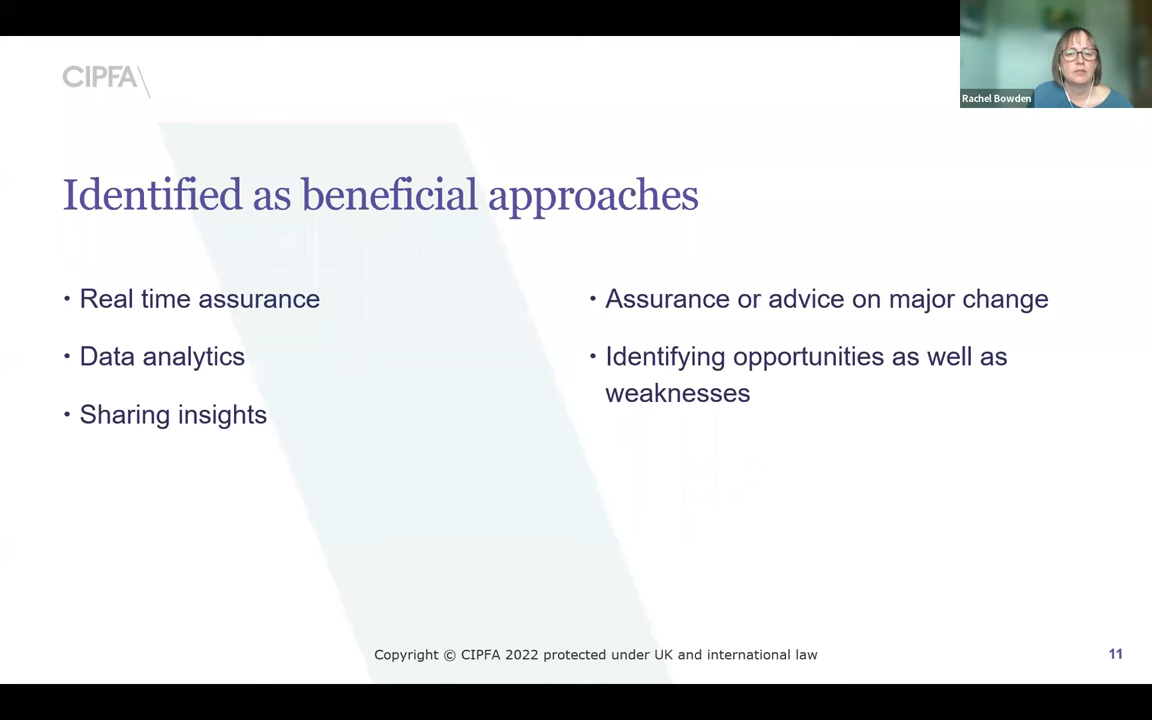 CIPFA
Rachel Bowden
Identified as beneficial approaches
• Real time assurance
• Data analytics
• Sharing insights
• Assurance or advice on major change
• Identifying opportunities as well as
weaknesses
Copyright © CIPFA 2022 protected under UK and international law
11